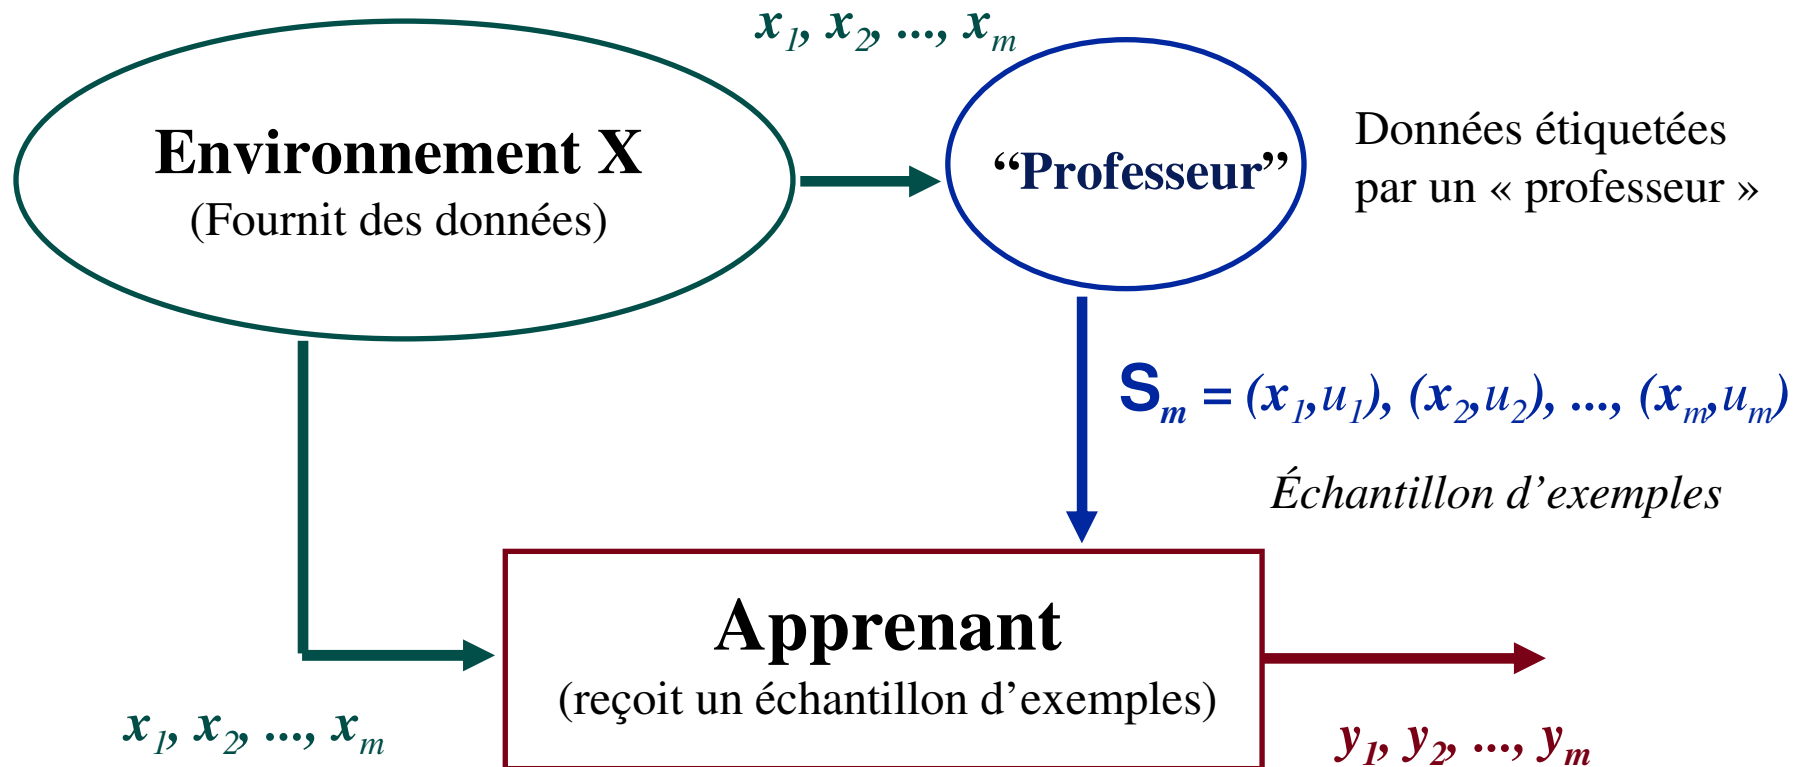 x1, x2, ..., xm
Environnement X
(Fournit des données)
“Professeur”
Données étiquetées
par un « professeur »
Sm = (x1,u1), (x2,u2), ..., (xm,um)
Échantillon d’exemples
Apprenant
(reçoit un échantillon d’exemples)
x1, x2, ..., xm
y1, y2, ..., ym